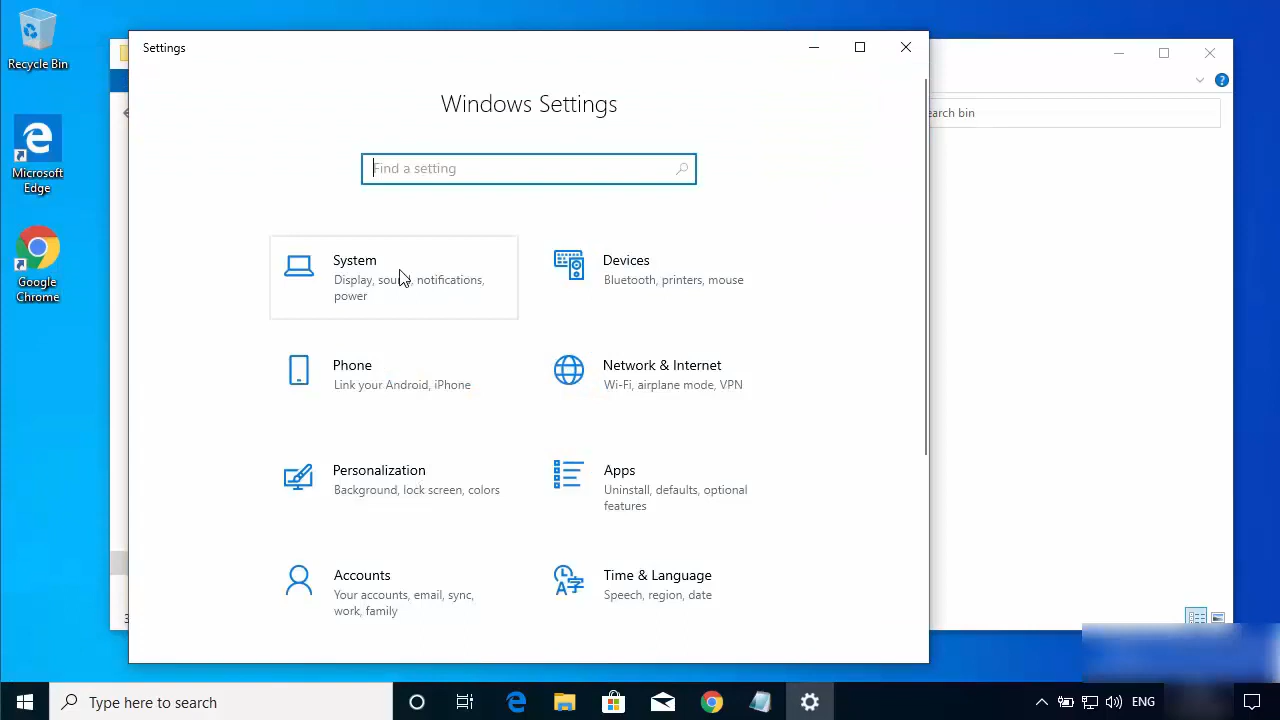 Recycle Bin
Microsoft
Edge
Google
Chrome
Settings
Windows Settings
Find a setting
System
Display, sound, notifications,
power
Devices
Bluetooth, printers, mouse
Phone
Link your Android, iPhone
Network & Internet
Wi-Fi, airplane mode, VPN
Personalization
Background, lock screen, colors
Apps
Uninstall, defaults, optional
features
Accounts
Your accounts, email, sync,
work, family
Time & Language
Speech, region, date
earch bin
3
Type here to search
ENG